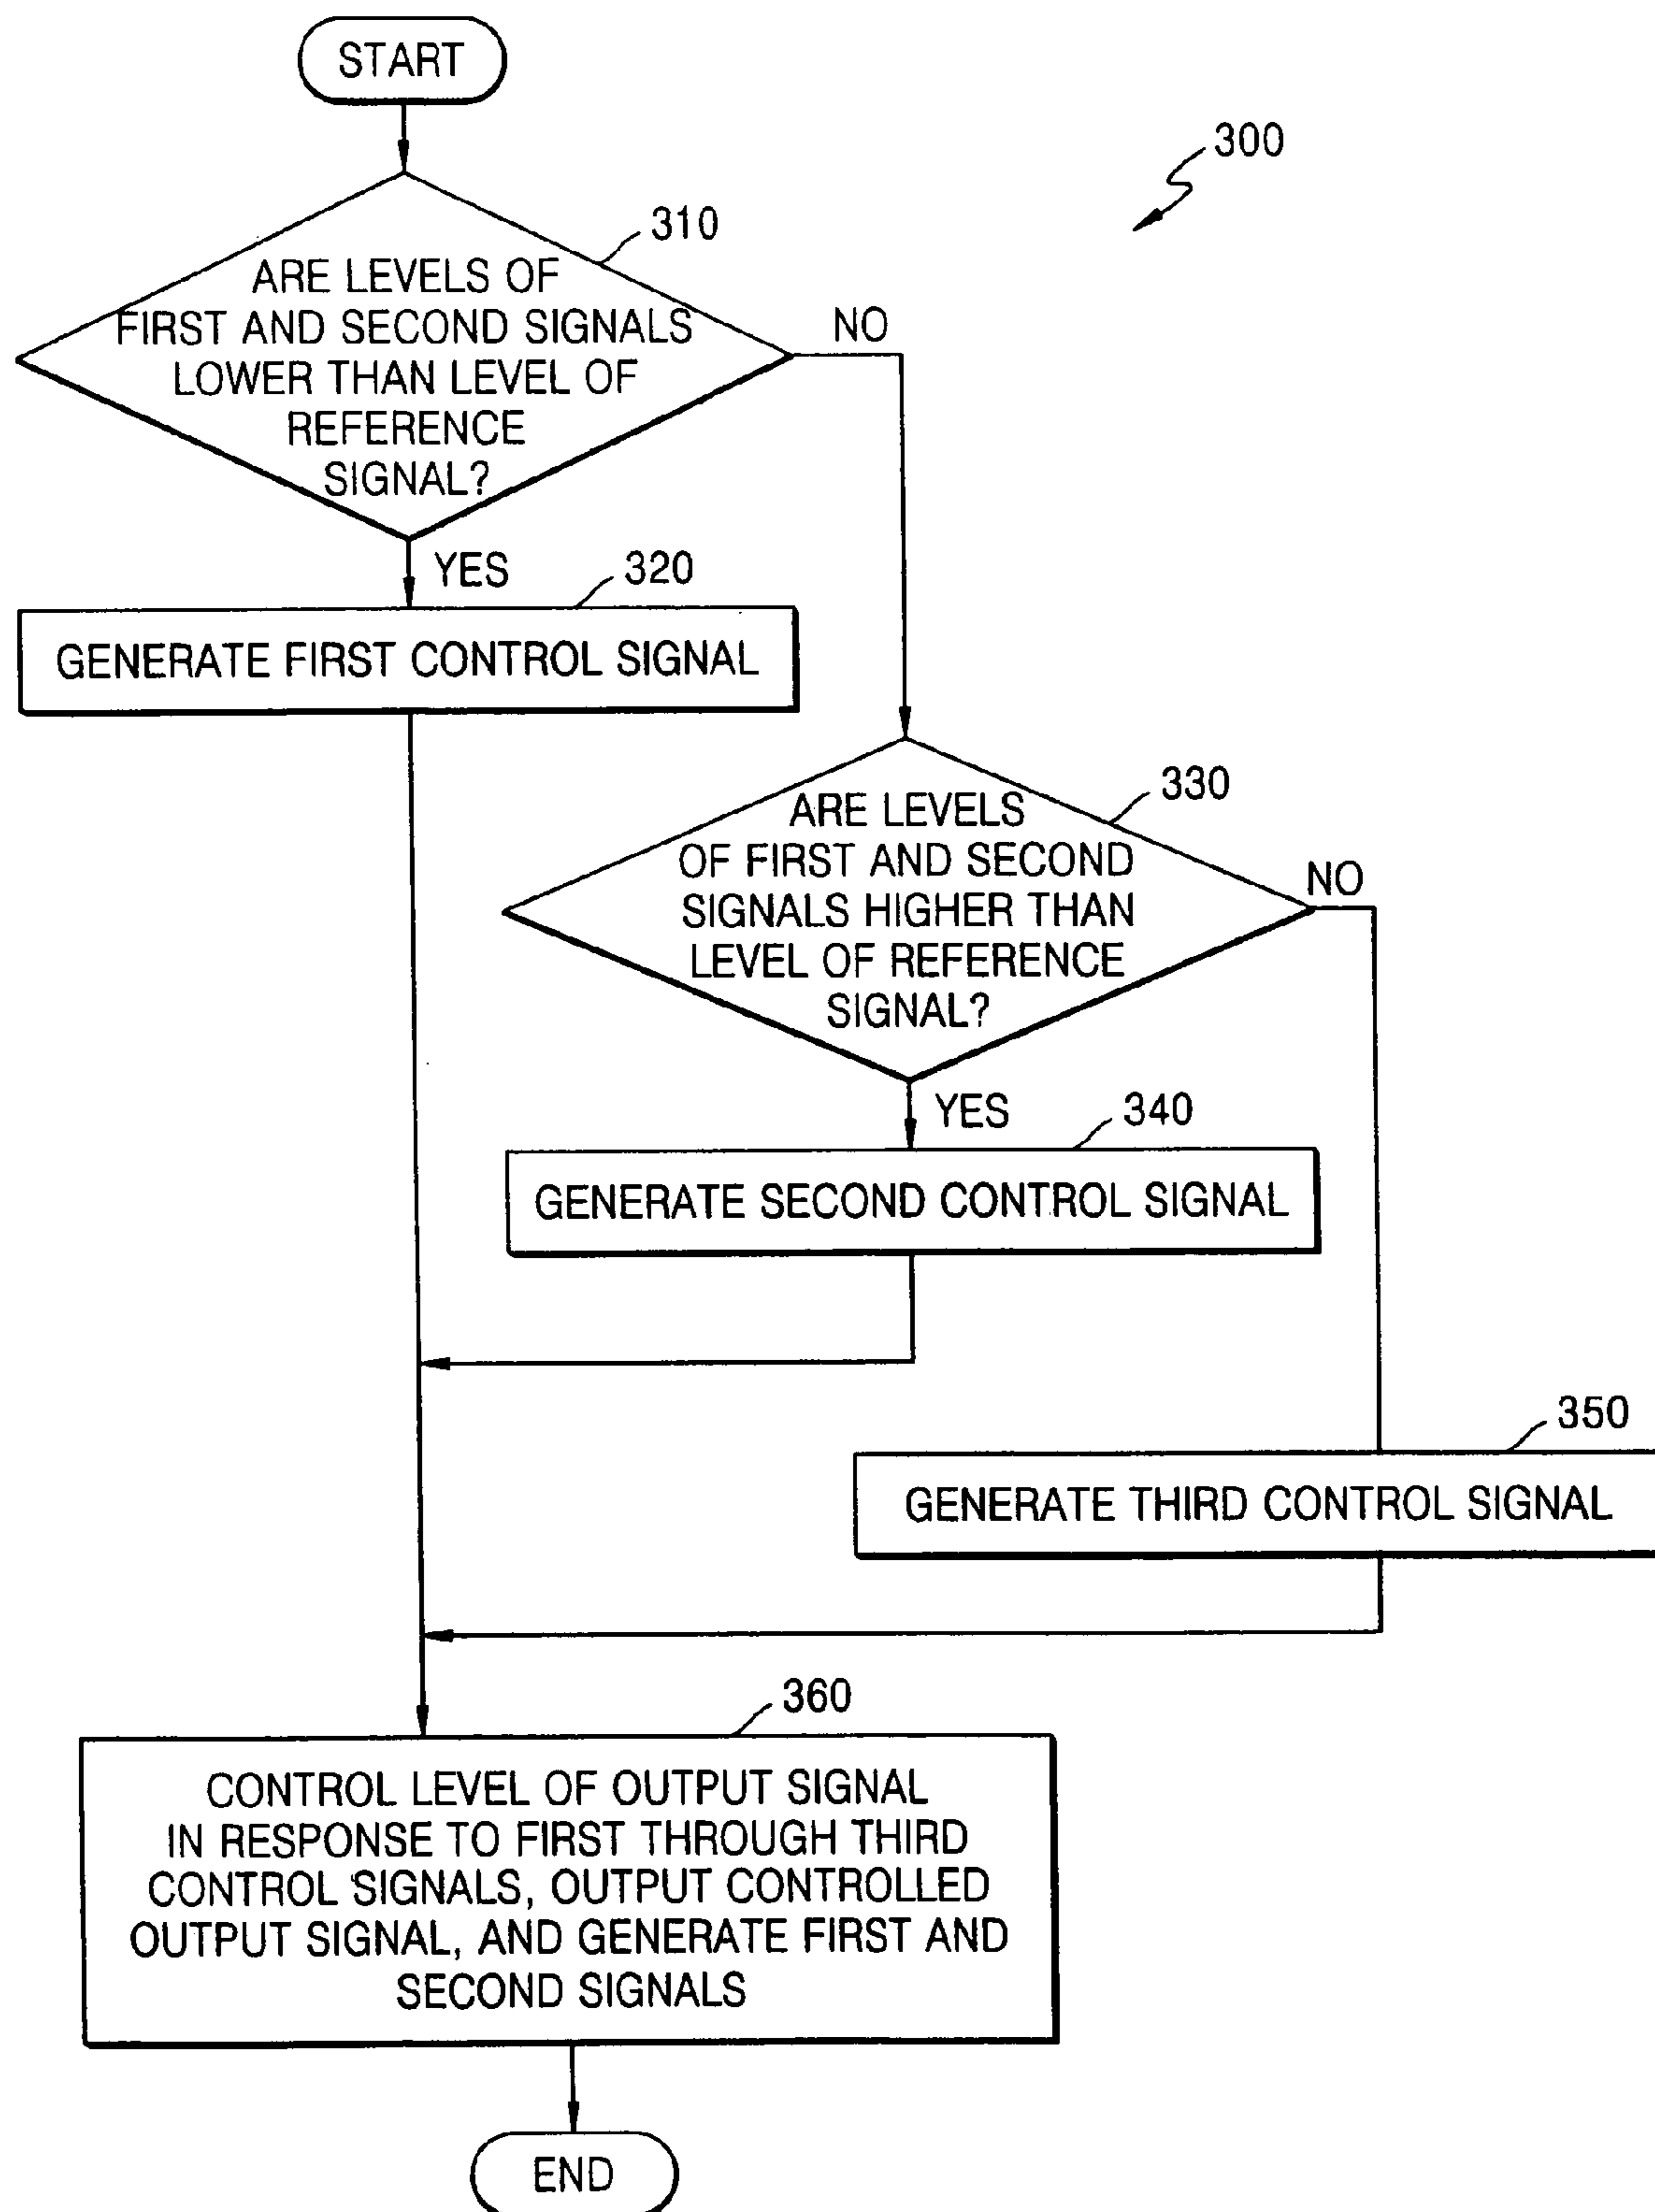 START
300
310
ARE LEVELS OF
FIRST AND SECOND SIGNALS
LOWER THAN LEVEL OF
REFERENCE
SIGNAL?
NO
YES
320
GENERATE FIRST CONTROL SIGNAL
330
ARE LEVELS
OF FIRST AND SECOND
SIGNALS HIGHER THAN
LEVEL OF REFERENCE
SIGNAL?
NO
YES
340
GENERATE SECOND CONTROL SIGNAL
350
GENERATE THIRD CONTROL SIGNAL
360
CONTROL LEVEL OF OUTPUT SIGNAL
IN RESPONSE TO FIRST THROUGH THIRD
CONTROL SIGNALS, OUTPUT CONTROLLED
OUTPUT SIGNAL, AND GENERATE FIRST AND
SECOND SIGNALS
END